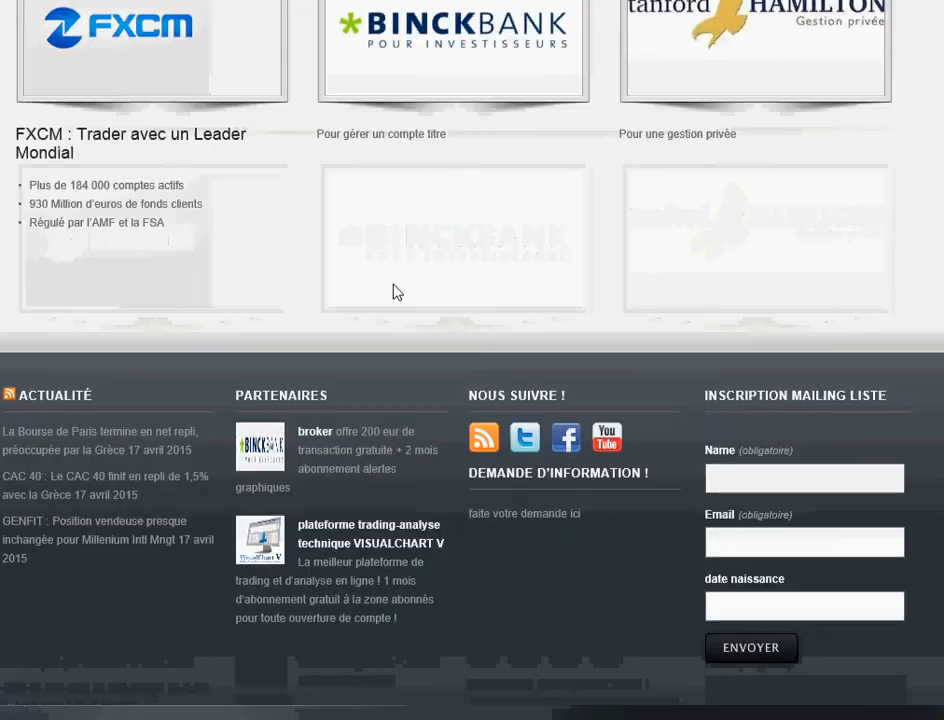 FXCM
BINCKBANK
POUR INVESTISSEURS
tanford HAMILTON
Gestion privée
FXCM : Trader avec un Leader
Mondial
Plus de 184 000 comptes actifs
930 Million d'euros de fonds clients
Régulé par l'AMF et la FSA
Pour gérer un compte titre
Pour une gestion privée
BINCKBANK
ACTUALITÉ
La Bourse de Paris termine en net repli,
préoccupée par la Grèce 17 avril 2015
CAC 40 : Le CAC 40 finif en repli de 1,5%
avec la Grèce 17 avril 2015
GENFIT : Position vendeuse presque
inchangée pour Millenium Intl Mngt 17 avril
2015
PARTENAIRES
BINCKBANK
broker offre 200 eur de
transaction gratuite + 2 mois
abonnement alertes
graphiques
VISUALCHART V
plateforme trading-analyse
technique VISUALCHART V
La meilleur plateforme de
trading et d'analyse en ligne ! 1 mois
d'abonnement gratuit à la zone abonnès
pour toute ouverture de compte !
NOUS SUIVRE !
You
Tube
DEMANDE D'INFORMATION !
faite votre demande ici
INSCRIPTION MAILING LISTE
Name (obligatoire)
Email (obligatoire)
date naissance
ENVOYER